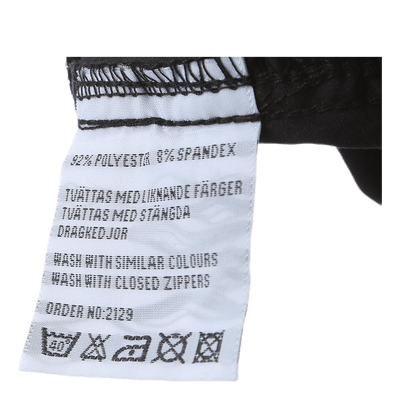 92% POLYESTER 8% SPANDEX
TVÄTTAS MED LIKNANDE FÄRGER
TVÄTTAS MED STÄNGDA
DRAGKEDJOR
WASH WITH SIMILAR COLOURS
WASH WITH CLOSED ZIPPERS
ORDER NO:2129
40°